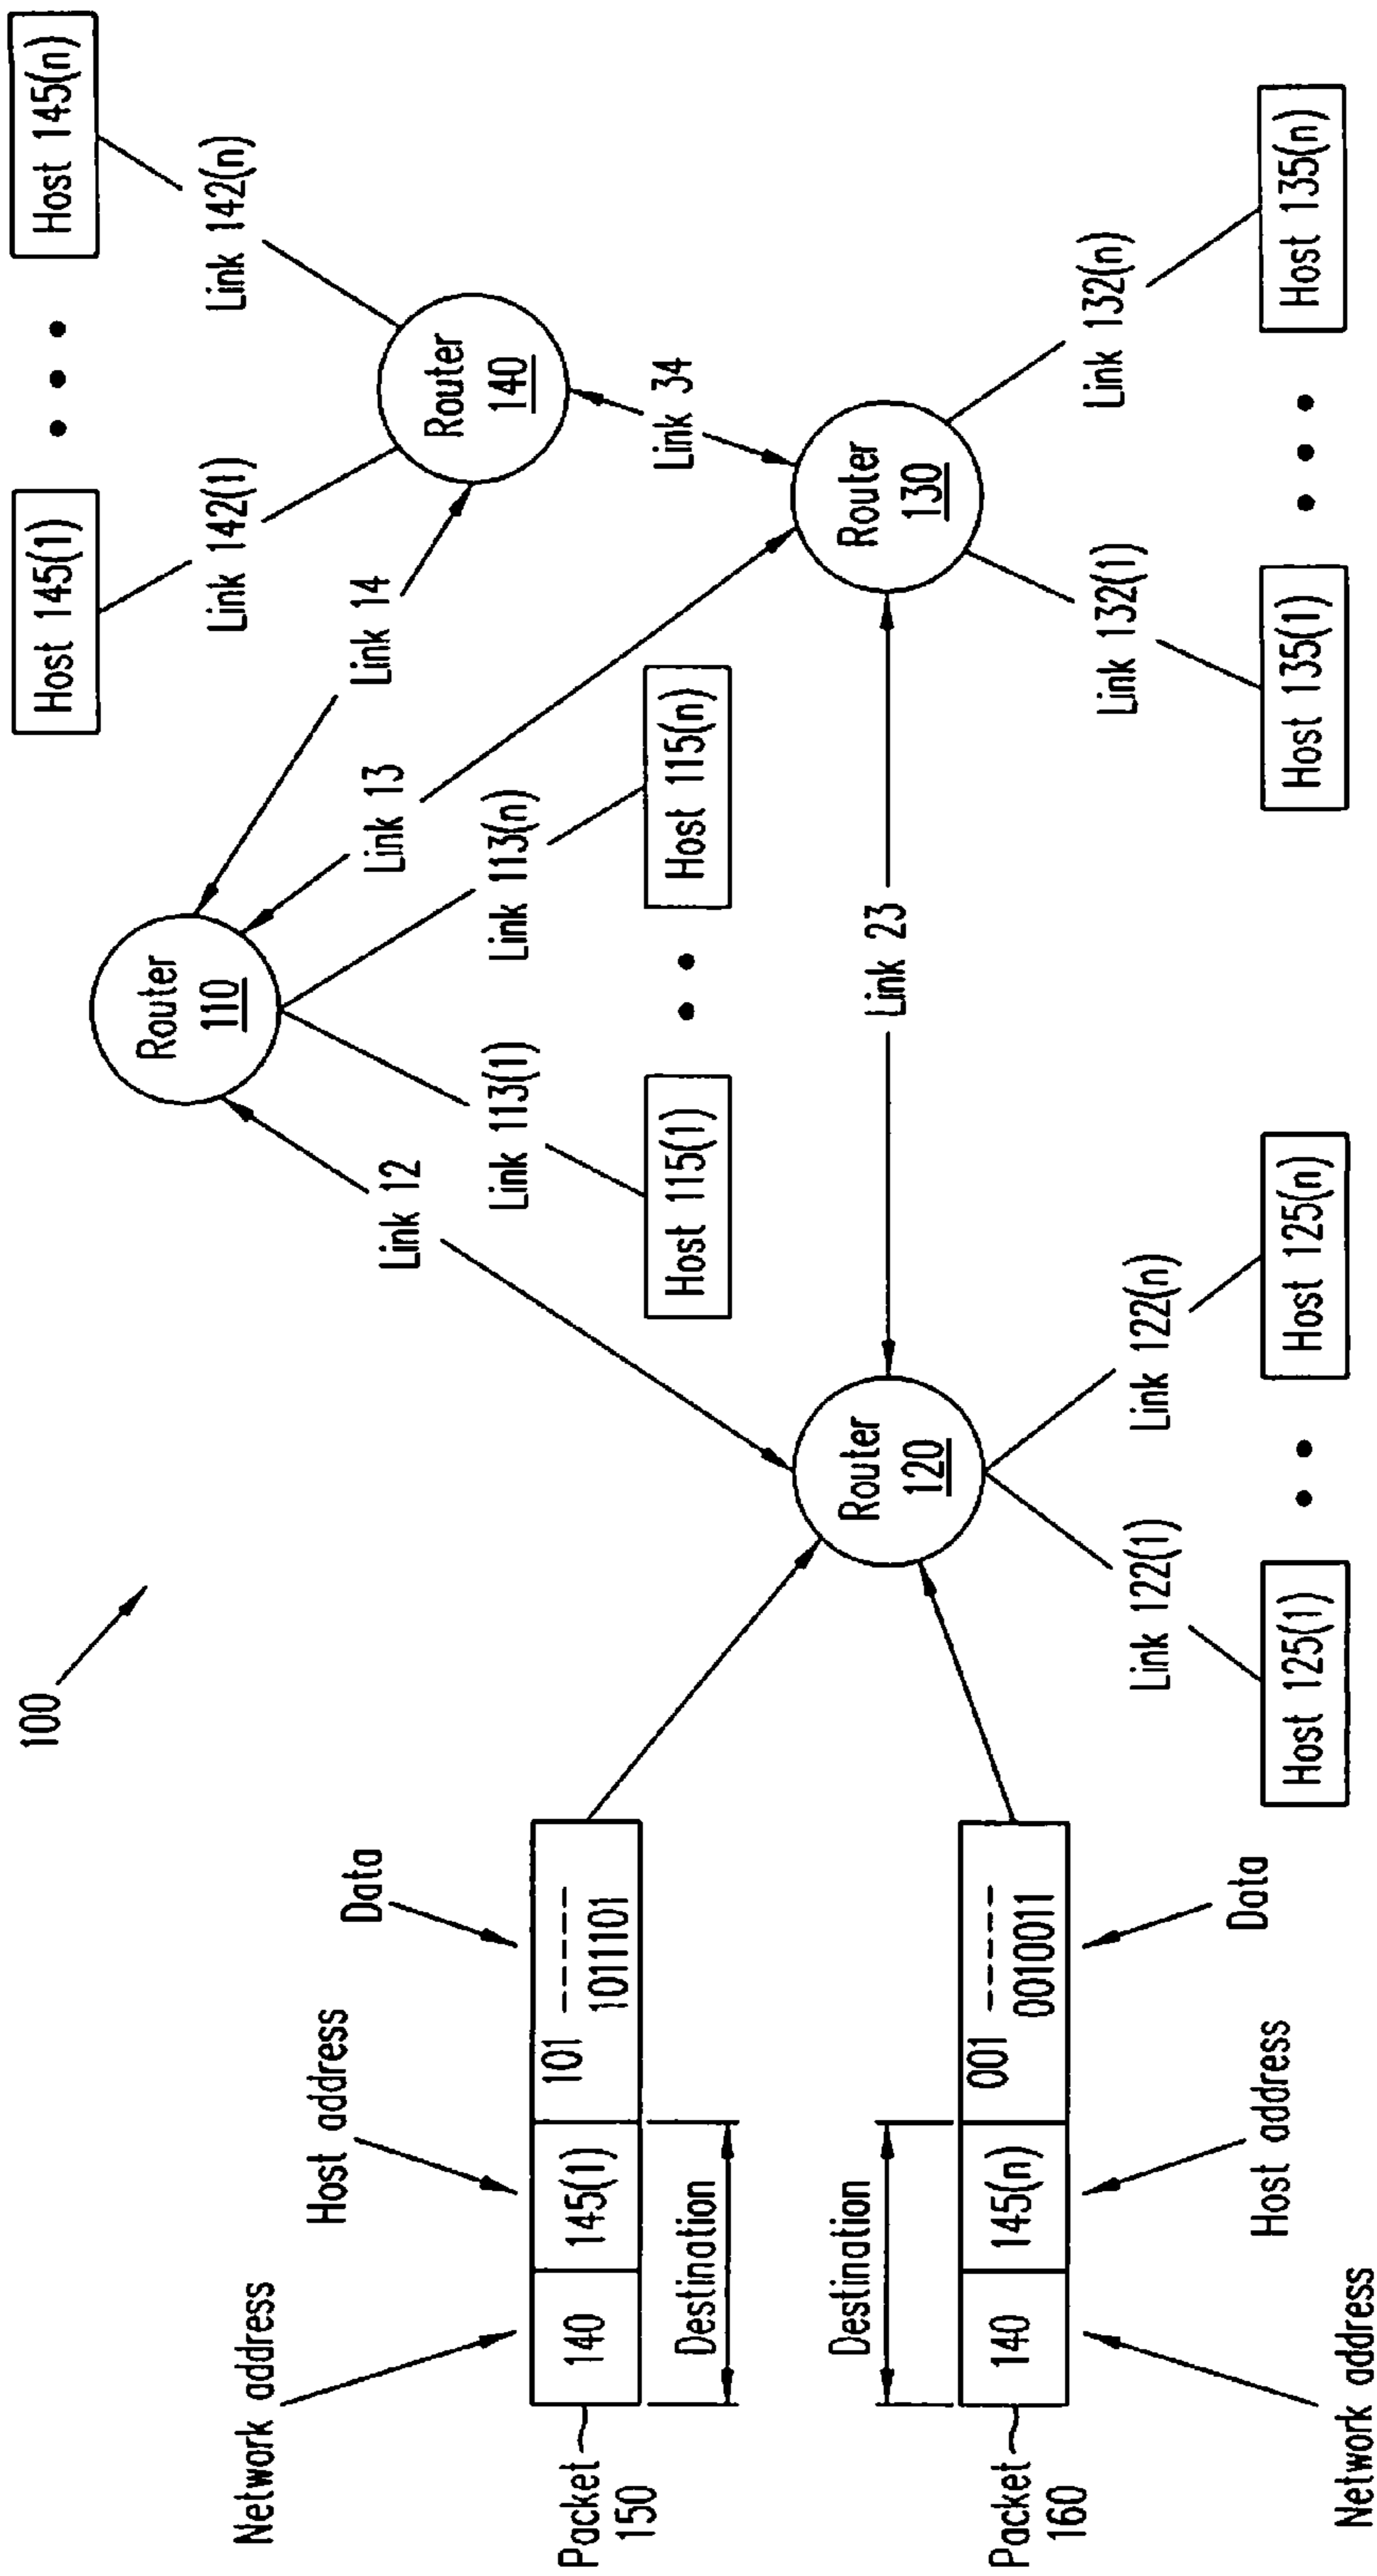 100
Network address
Host address
Data
Packet
150
140
145(1)
101
------
1011101
Destination
Destination
Packet
160
140
145(n)
001
------
0010011
Network address
Host address
Data
Router
110
Link 12
Link 13
Link 14
Link 113(1)
Link 113(n)
Host 115(1)
Host 115(n)
Router
120
Link 23
Link 122(1)
Link 122(n)
Host 125(1)
Host 125(n)
Host 145(1)
Host 145(n)
Link 142(1)
Link 142(n)
Router
140
Link 34
Router
130
Link 132(1)
Link 132(n)
Host 135(1)
Host 135(n)